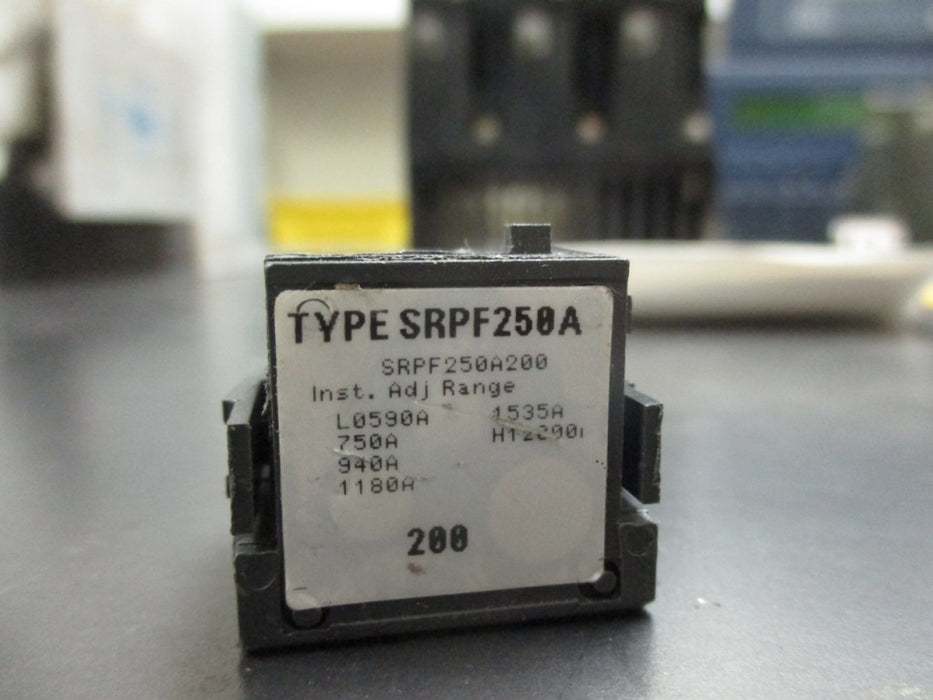 TYPE SRPF250A
SRPF250A200
Inst. Adj Range
L0590A 1535A
750A
940A
1180A
200